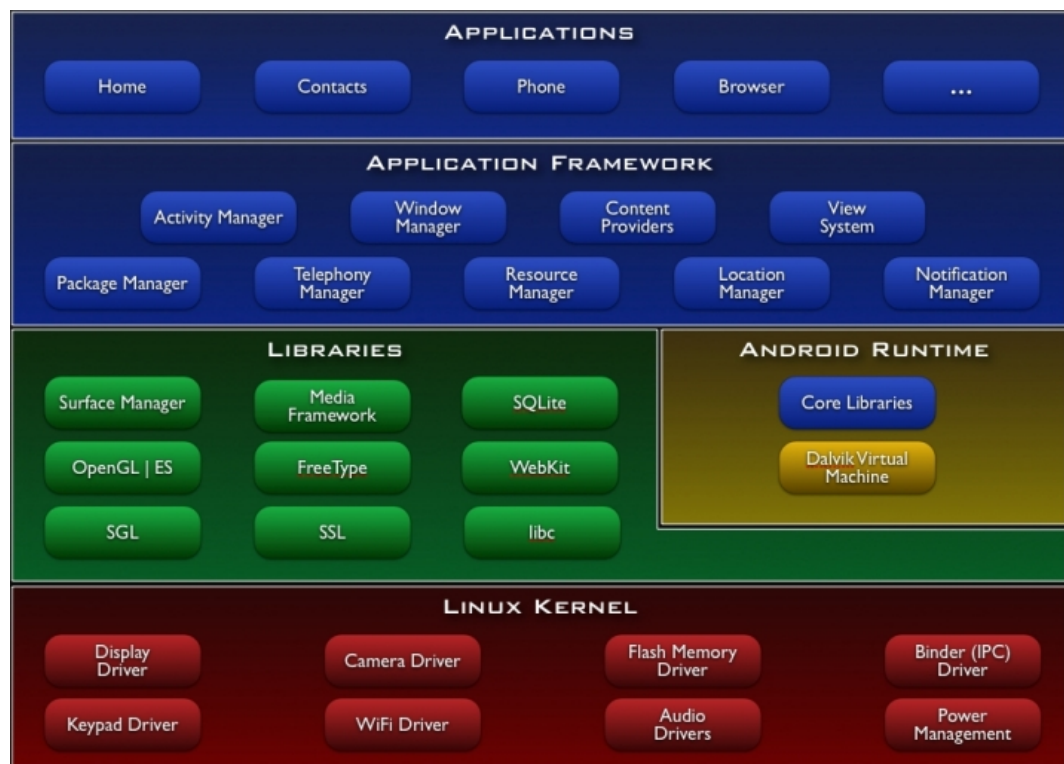 APPLICATIONS
Home
Contacts
Phone
Browser
...
APPLICATION FRAMEWORK
Activity Manager
Window
Manager
Content
Providers
View
System
Package Manager
Telephony
Manager
Resource
Manager
Location
Manager
Notification
Manager
LIBRARIES
Surface Manager
Media
Framework
SQLite
OpenGL | ES
FreeType
WebKit
SGL
SSL
libc
ANDROID RUNTIME
Core Libraries
Dalvik Virtual
Machine
LINUX KERNEL
Display
Driver
Camera Driver
Flash Memory
Driver
Binder (IPC)
Driver
Keypad Driver
WiFi Driver
Audio
Drivers
Power
Management